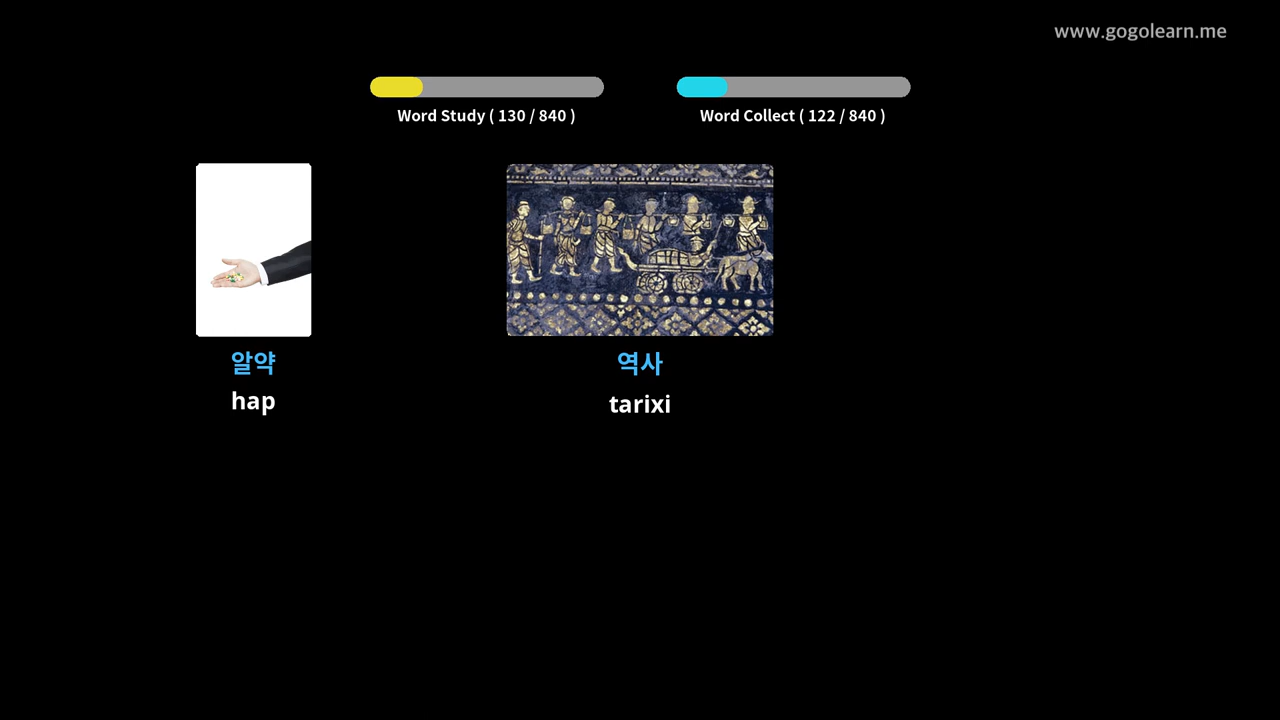 www.gogolearn.me
Word Study ( 130 / 840 )
Word Collect ( 122 / 840 )
알약
hap
역사
tarixi